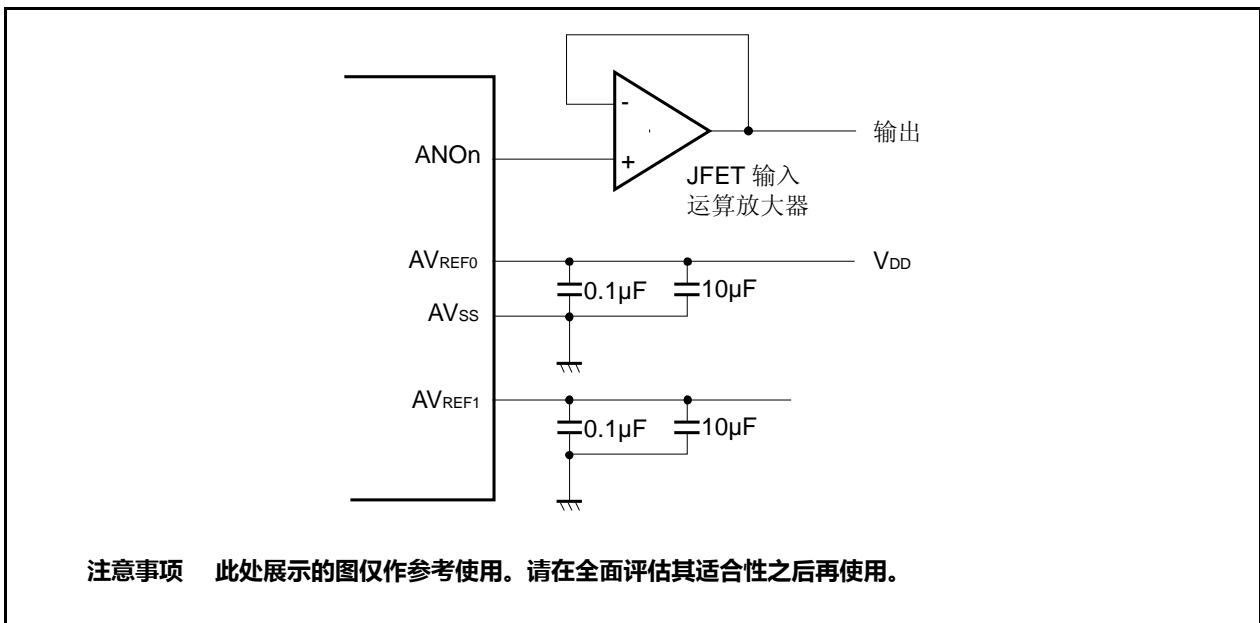 -
ANOn
+
输出
JFET 输入
运算放大器
AVREF0
VDD
0.1µF
10µF
AVSS
AVREF1
0.1µF
10µF
注意事项 此处展示的图仅作参考使用。请在全面评估其适合性之后再使用。